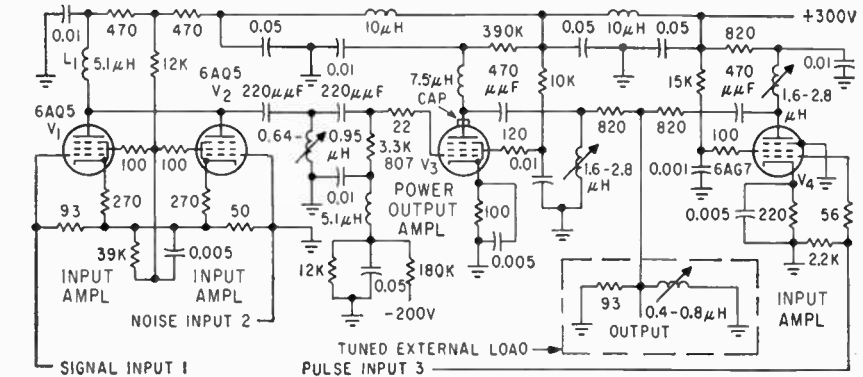 10μH
10μH
+300V
0.01
470
470
0.05
390K
0.05
0.05
820
L1
5.1μH
12K
0.01
7.5μH
470
μμF
10K
15K
470
μμF
0.01
6AQ5
V2
220μμF
220μμF
CAP
1.6-2.8
μH
6AQ5
V1
0.64-
0.95
μH
22
820
820
100
100
100
3.3K
807
V3
120
0.01
1.6-2.8
μH
100
0.001
6AG7
V4
0.01
POWER
OUTPUT
AMPL
270
270
5.1μH
100
0.005
220
56
93
50
0.005
39K
0.005
12K
0.05
180K
2.2K
INPUT
AMPL
INPUT
AMPL
93
0.4-0.8μH
INPUT
AMPL
-200V
OUTPUT
NOISE INPUT 2
TUNED EXTERNAL LOAD
SIGNAL INPUT 1
PULSE INPUT 3